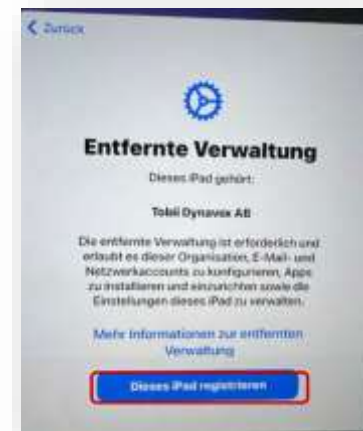 Zurück
Entfernte Verwaltung
Dieses iPad gehört:
Tobii Dynavox AB
Die entfernte Verwaltung ist erforderlich und
erlaubt es dieser Organisation, E-Mail- und
Netzwerkaccounts zu konfigurieren, Apps
zu installieren und einzurichten sowie die
Einstellungen dieses iPad zu verwalten.
Mehr Informationen zur entfernten
Verwaltung
Dieses iPad registrieren